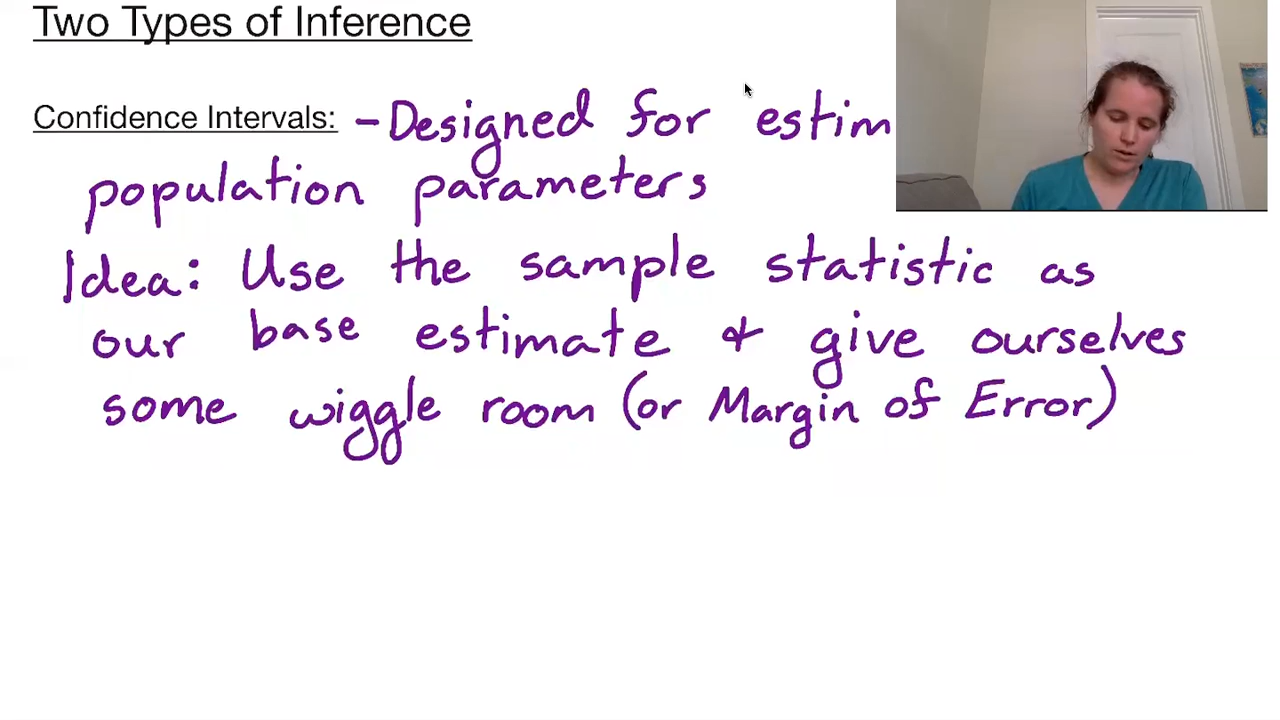 Two Types of Inference
Confidence Intervals: - Designed for estim
population parameters
Idea: Use the sample statistic as
our base estimate & give ourselves
some wiggle room (or Margin of Error)